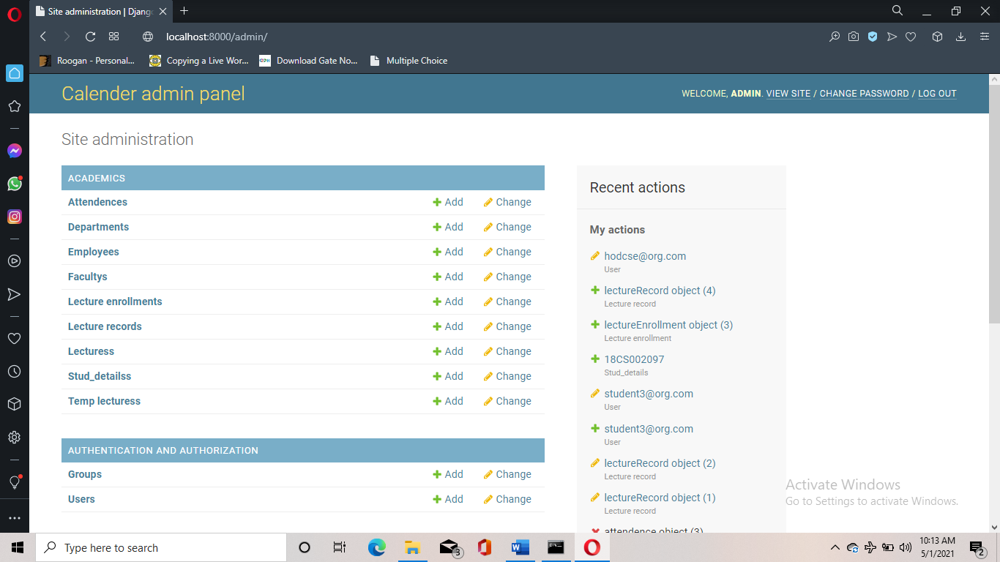 Site administration | Djang
localhost:8000/admin/
Roogan - Personal... Copying a Live Wor... Download Gate No... Multiple Choice
Calender admin panel
WELCOME, ADMIN. VIEW SITE / CHANGE PASSWORD / LOG OUT
Site administration
ACADEMICS
Attendences Add Change
Departments Add Change
Employees Add Change
Facultys Add Change
Lecture enrollments Add Change
Lecture records Add Change
Lecturess Add Change
Stud_detailss Add Change
Temp lecturess Add Change
AUTHENTICATION AND AUTHORIZATION
Groups Add Change
Users Add Change
Recent actions
My actions
hodcse@org.com
User
lectureRecord object (4)
Lecture record
lectureEnrollment object (3)
Lecture enrollment
18CS002097
Stud_details
student3@org.com
User
student3@org.com
User
lectureRecord object (2)
Lecture record
lectureRecord object (1)
Lecture record
attendence object (3)
Activate Windows
Go to Settings to activate Windows.
Type here to search
3
10:13 AM
5/1/2021
2